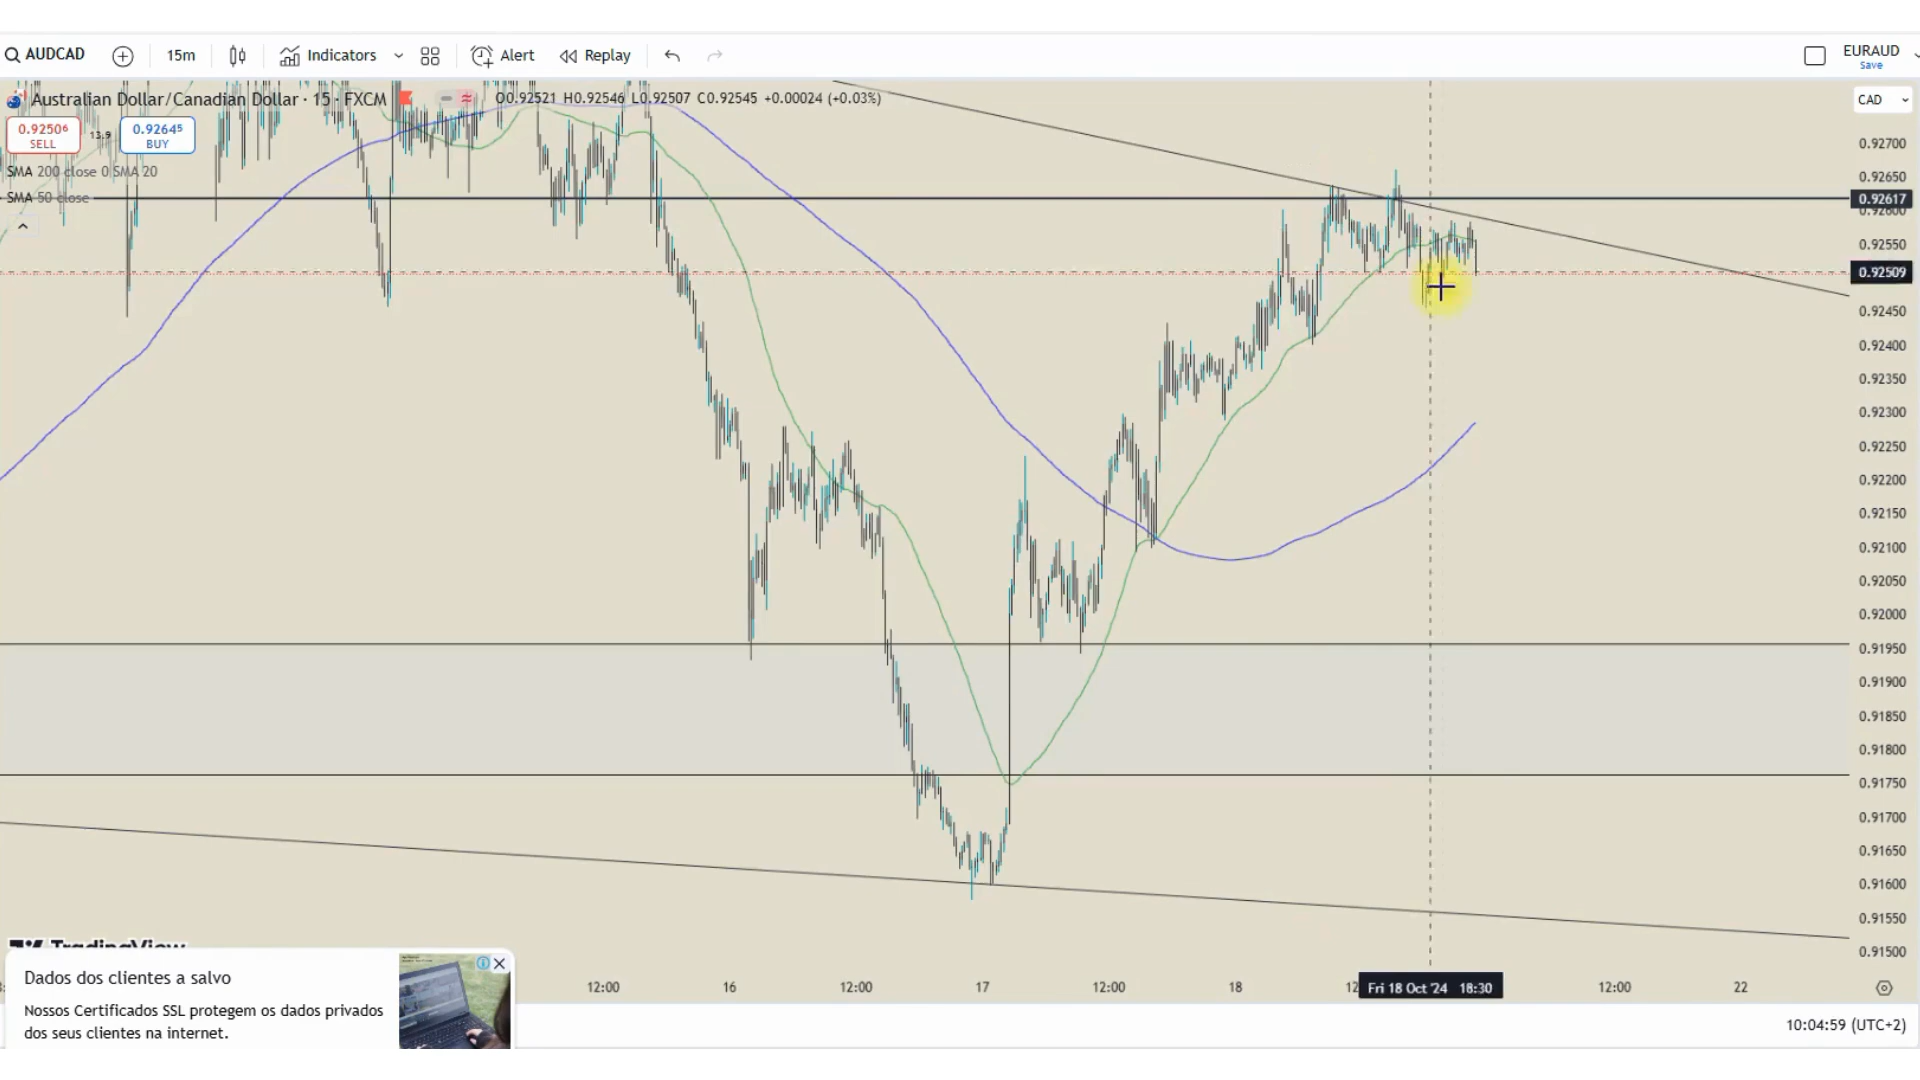 AUDCAD
15m
Indicators
Alert
Replay
EURAUD
Save
Australian Dollar/Canadian Dollar · 15 · FXCM
O0.92521 H0.92546 L0.92507 C0.92545 +0.00024 (+0.03%)
CAD
0.92506
SELL
13.9
0.92645
BUY
SMA 200 close 0 SMA 20
SMA 50 close
0.92700
0.92650
0.92617
0.92600
0.92550
0.92509
0.92450
0.92400
0.92350
0.92300
0.92250
0.92200
0.92150
0.92100
0.92050
0.92000
0.91950
0.91900
0.91850
0.91800
0.91750
0.91700
0.91650
0.91600
0.91550
0.91500
TradingView
12:00
16
12:00
17
12:00
18
Fri 18 Oct '24 18:30
12:00
22
Dados dos clientes a salvo
Nossos Certificados SSL protegem os dados privados
dos seus clientes na internet.
10:04:59 (UTC+2)